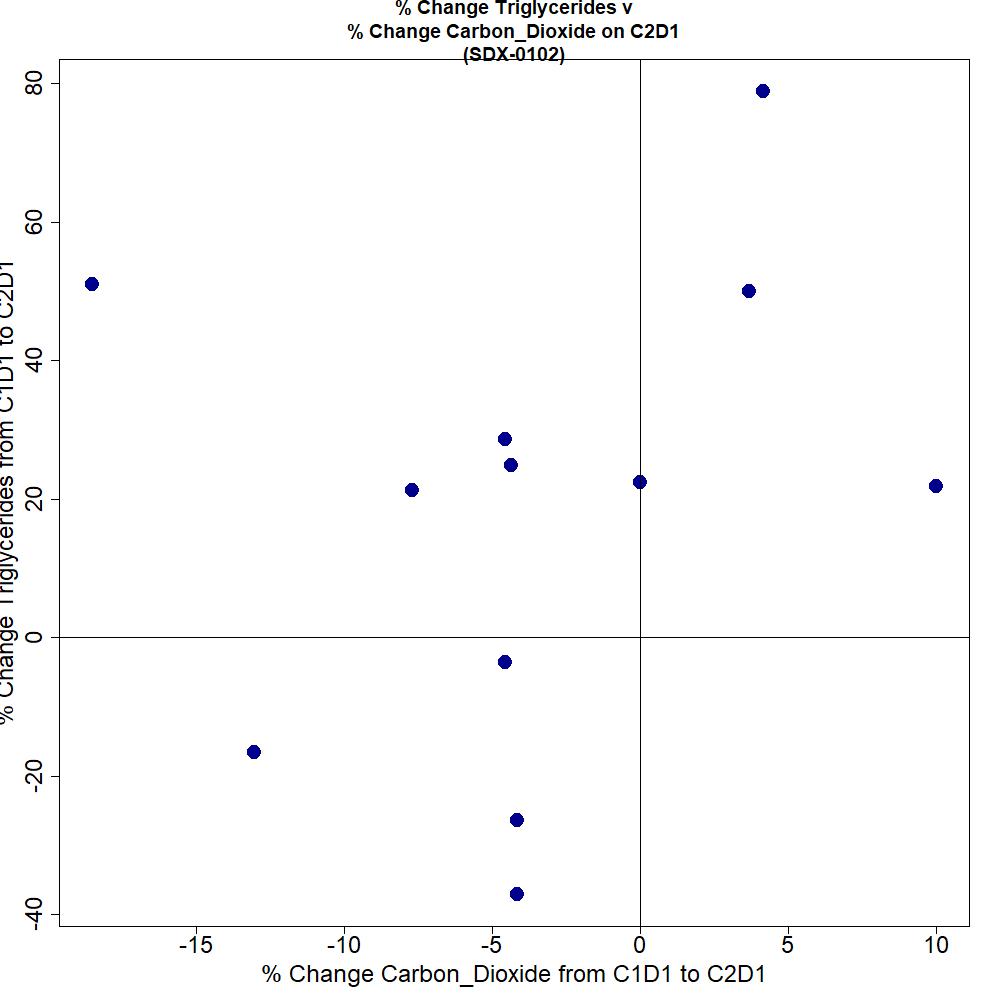 % Change Triglycerides v
% Change Carbon_Dioxide on C2D1
(SDX-0102)
% Change Triglycerides from C1D1 to C2D1
80
60
40
20
0
-20
-40
-15
-10
-5
0
5
10
% Change Carbon_Dioxide from C1D1 to C2D1